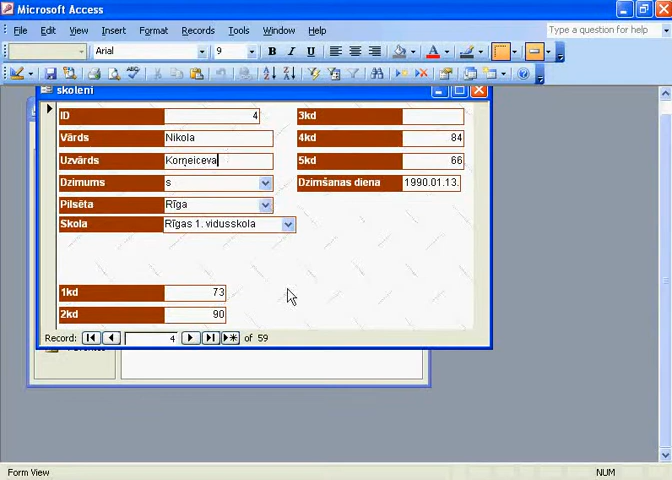 Microsoft Access
File Edit View Insert Format Records Tools Window Help
Type a question for help
Arial 9 B I U
skoleni
ID 4
Vārds Nikola
Uzvārds Korņeiceva
Dzimums s
Pilsēta Rīga
Skola Rīgas 1. vidusskola
1kd 73
2kd 90
3kd
4kd 84
5kd 66
Dzimšanas diena 1990.01.13.
Record: 4 of 59
Form View NUM